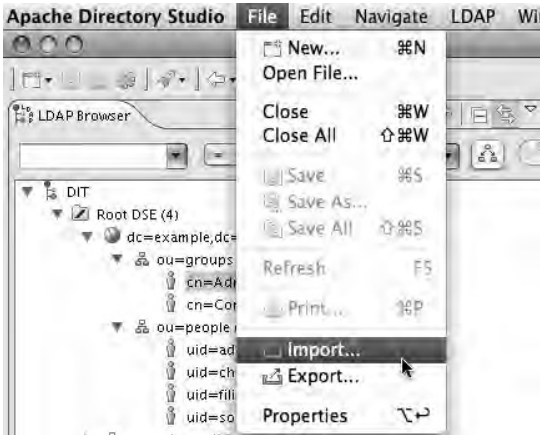 Apache Directory Studio File Edit Navigate LDAP Wi
New... ⌘N
Open File...
LDAP Browser
Close ⌘W
Close All ⇧⌘W
Save ⌘S
Save As...
Save All ⇧⌘S
Refresh F5
Print... ⌘P
Import...
Export...
Properties ⌥↩
DIT
Root DSE (4)
dc=example,dc=
ou=groups
cn=Adr
cn=Cor
ou=people
uid=ad
uid=ch
uid=fili
uid=so